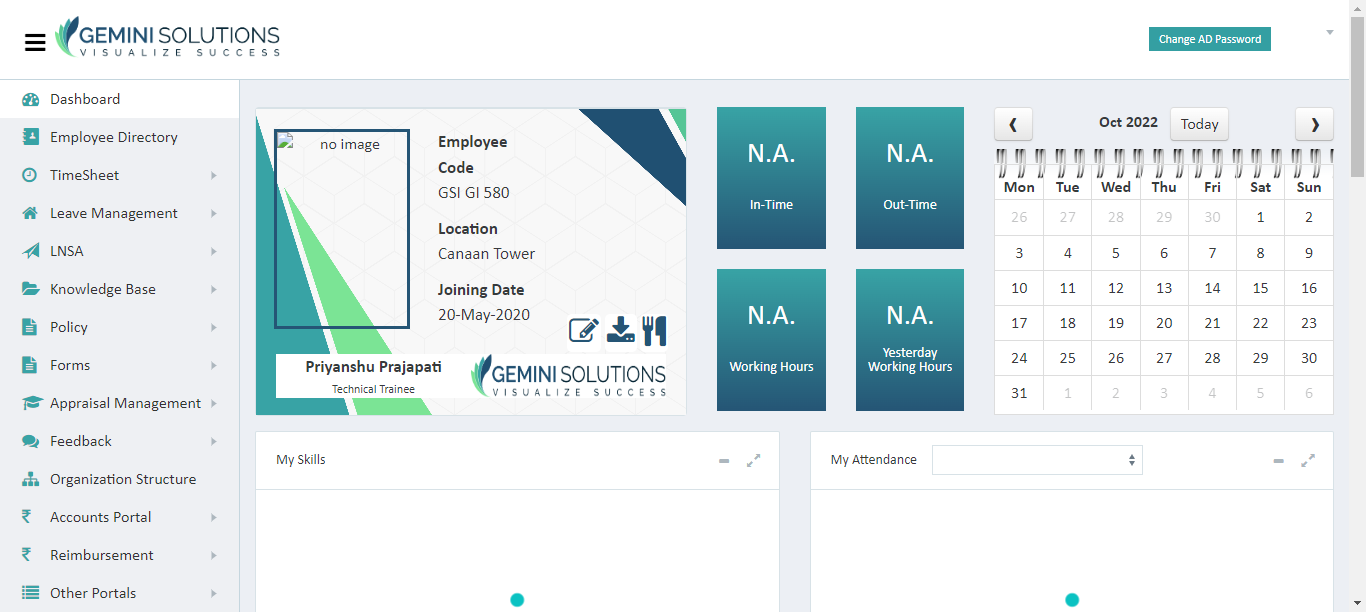 GEMINI SOLUTIONS
VISUALIZE SUCCESS
Change AD Password
Dashboard
Employee Directory
TimeSheet
Leave Management
LNSA
Knowledge Base
Policy
Forms
Appraisal Management
Feedback
Organization Structure
Accounts Portal
Reimbursement
Other Portals
no image
Employee
Code
GSI GI 580
Location
Canaan Tower
Joining Date
20-May-2020
Priyanshu Prajapati
Technical Trainee
GEMINI SOLUTIONS
VISUALIZE SUCCESS
N.A.
In-Time
N.A.
Out-Time
N.A.
Working Hours
N.A.
Yesterday
Working Hours
Oct 2022 Today
Mon Tue Wed Thu Fri Sat Sun
26 27 28 29 30 1 2
3 4 5 6 7 8 9
10 11 12 13 14 15 16
17 18 19 20 21 22 23
24 25 26 27 28 29 30
31 1 2 3 4 5 6
My Skills
My Attendance